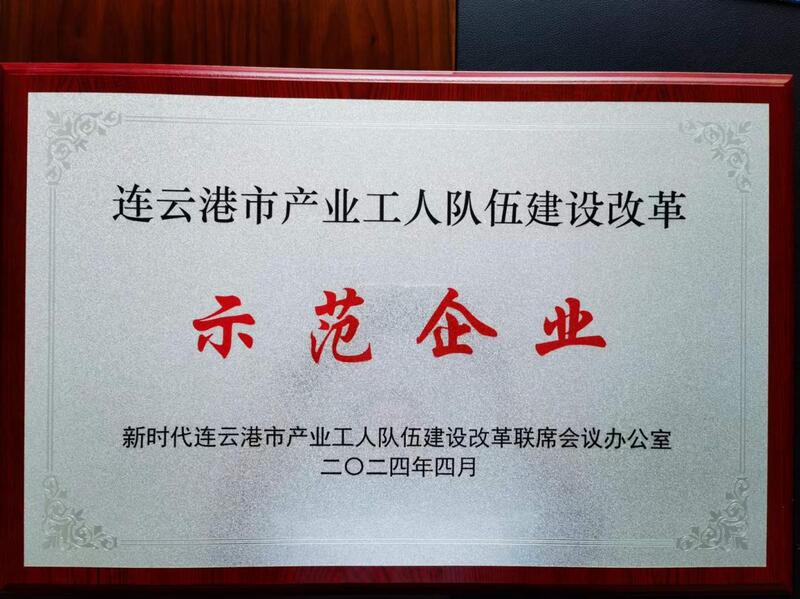 连云港市产业工人队伍建设改革
示范企业
新时代连云港市产业工人队伍建设改革联席会议办公室
二〇二四年四月